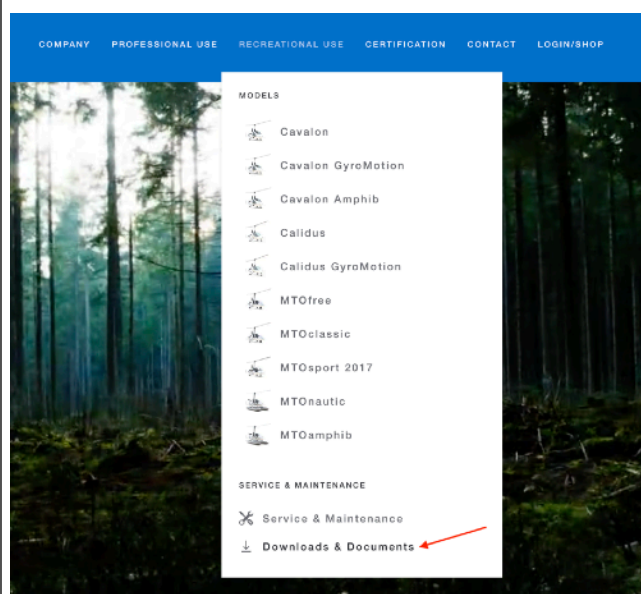 COMPANY PROFESSIONAL USE RECREATIONAL USE CERTIFICATION CONTACT LOGIN/SHOP
MODELS
Cavalon
Cavalon GyroMotion
Cavalon Amphib
Calidus
Calidus GyroMotion
MTOfree
MTOclassic
MTOsport 2017
MTOnautic
MTOamphib
SERVICE & MAINTENANCE
Service & Maintenance
Downloads & Documents